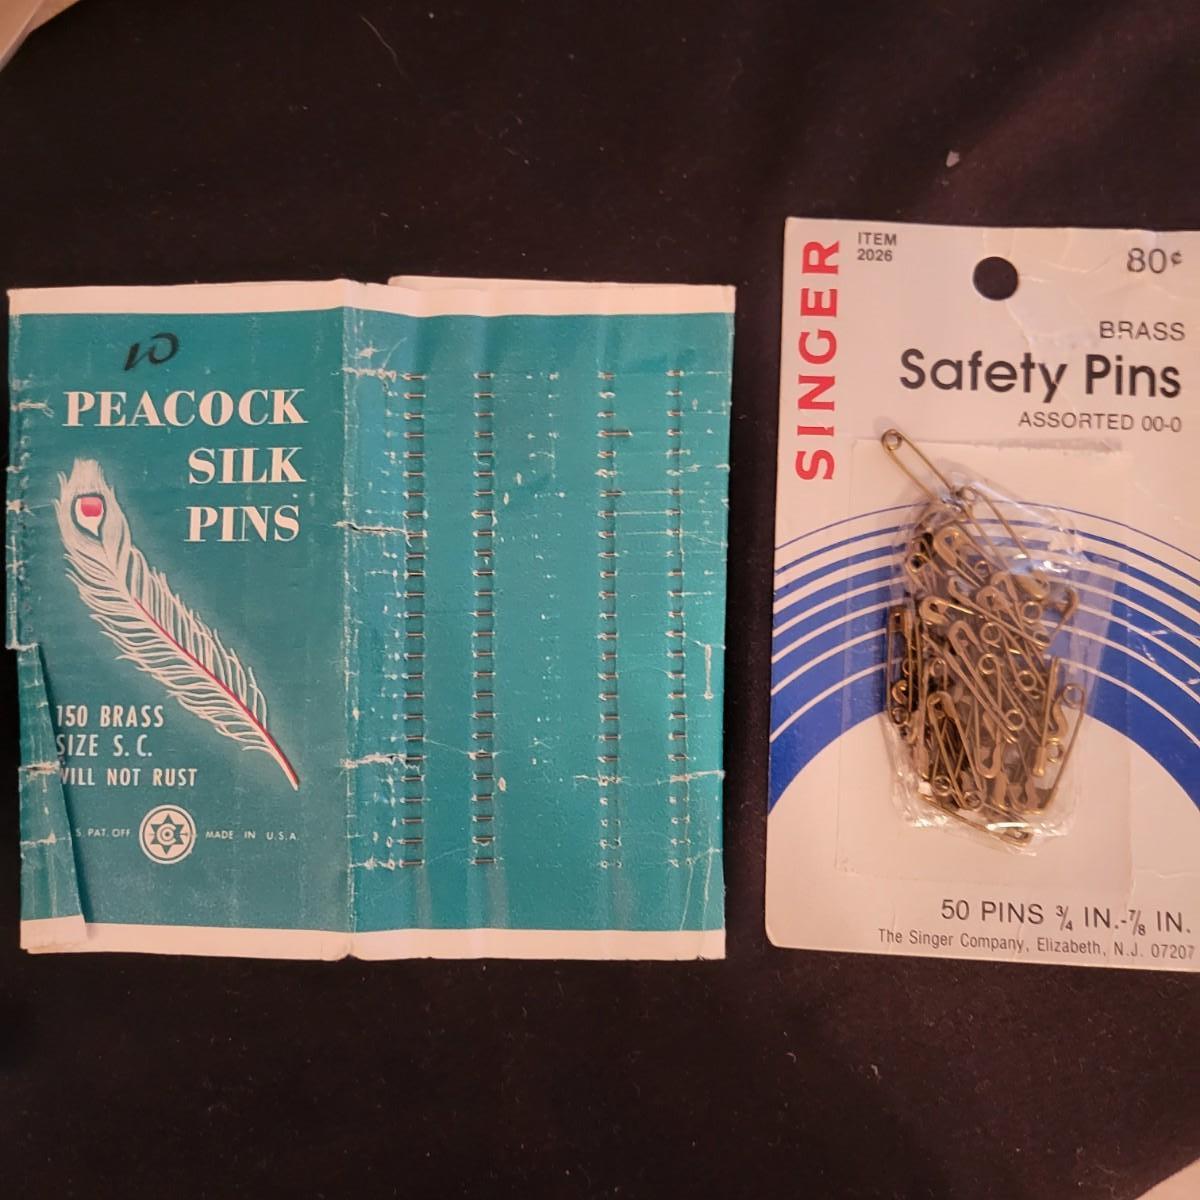 10
PEACOCK
SILK
PINS
150 BRASS
SIZE S.C.
WILL NOT RUST
S. PAT. OFF
C
MADE IN U.S.A.
SINGER
ITEM
2026
80¢
BRASS
Safety Pins
ASSORTED 00-0
50 PINS ¾ IN.-⅞ IN.
The Singer Company, Elizabeth, N.J. 07207